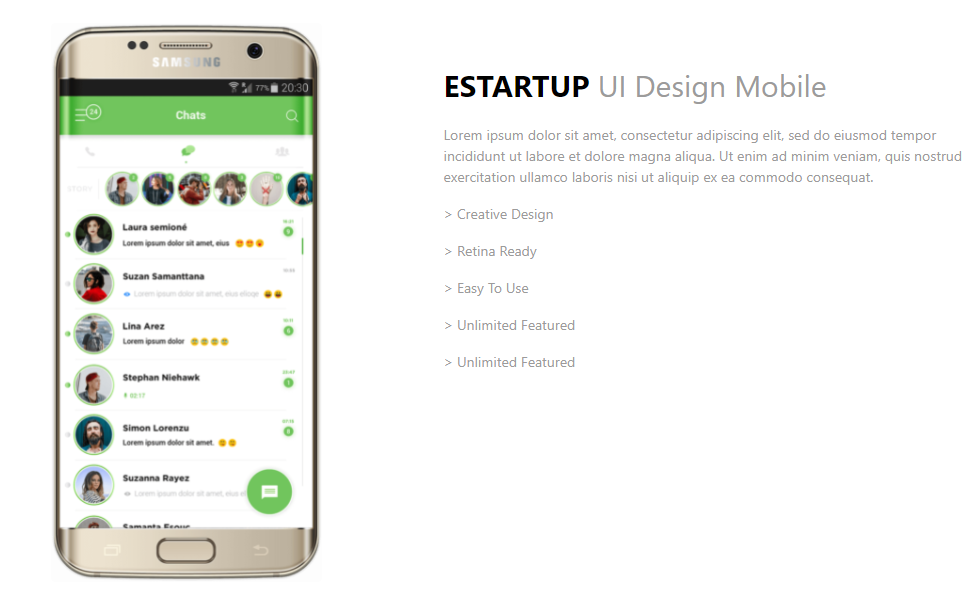 SAMSUNG
77% 20:30
24
Chats
STORY
Laura semioné
Lorem ipsum dolor sit amet, eius
Suzan Samanttana
Lorem ipsum dolor sit amet, eius elioqe
Lina Arez
Lorem ipsum dolor
Stephan Niehawk
02:17
Simon Lorenzu
Lorem ipsum dolor sit amet.
Suzanna Rayez
Lorem ipsum dolor sit amet, eius
ESTARTUP UI Design Mobile
Lorem ipsum dolor sit amet, consectetur adipiscing elit, sed do eiusmod tempor
incididunt ut labore et dolore magna aliqua. Ut enim ad minim veniam, quis nostrud
exercitation ullamco laboris nisi ut aliquip ex ea commodo consequat.
> Creative Design
> Retina Ready
> Easy To Use
> Unlimited Featured
> Unlimited Featured